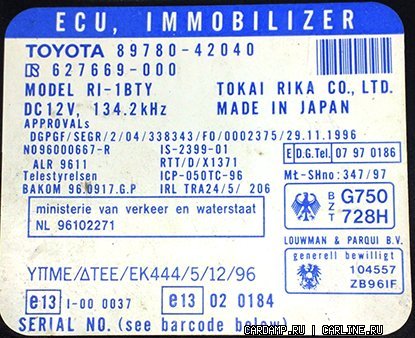 ECU, IMMOBILIZER
TOYOTA 89780-42040
627669-000
MODEL RI-1BTY TOKAI RIKA CO., LTD.
DC12V, 134.2kHz MADE IN JAPAN
APPROVALS
DGPGF/SEGR/2/04/338343/F0/0002375/29.11.1996
NO96000667-R IS-2399-01
E D.G.Tel. 07 97 0186
ALR 9611 RTT/D/X1371
Telestyrelsen ICP-050TC-96
Mt-SHno: 347/97
BAKOM 96.0917.G.P IRL TRA24/5/ 206
BZT G750
728H
ministerie van verkeer en waterstaat
NL 96102271
LOUWMAN & PARQUI B.V.
generell bewilligt
104557
ZB96IF
ΥΠΜΕ/ΔΤΕΕ/ΕΚ444/5/12/96
e13 I-00 0037 e13 02 0184
SERIAL NO. (see barcode below)
CARDAMP.RU | CARLINE.RU